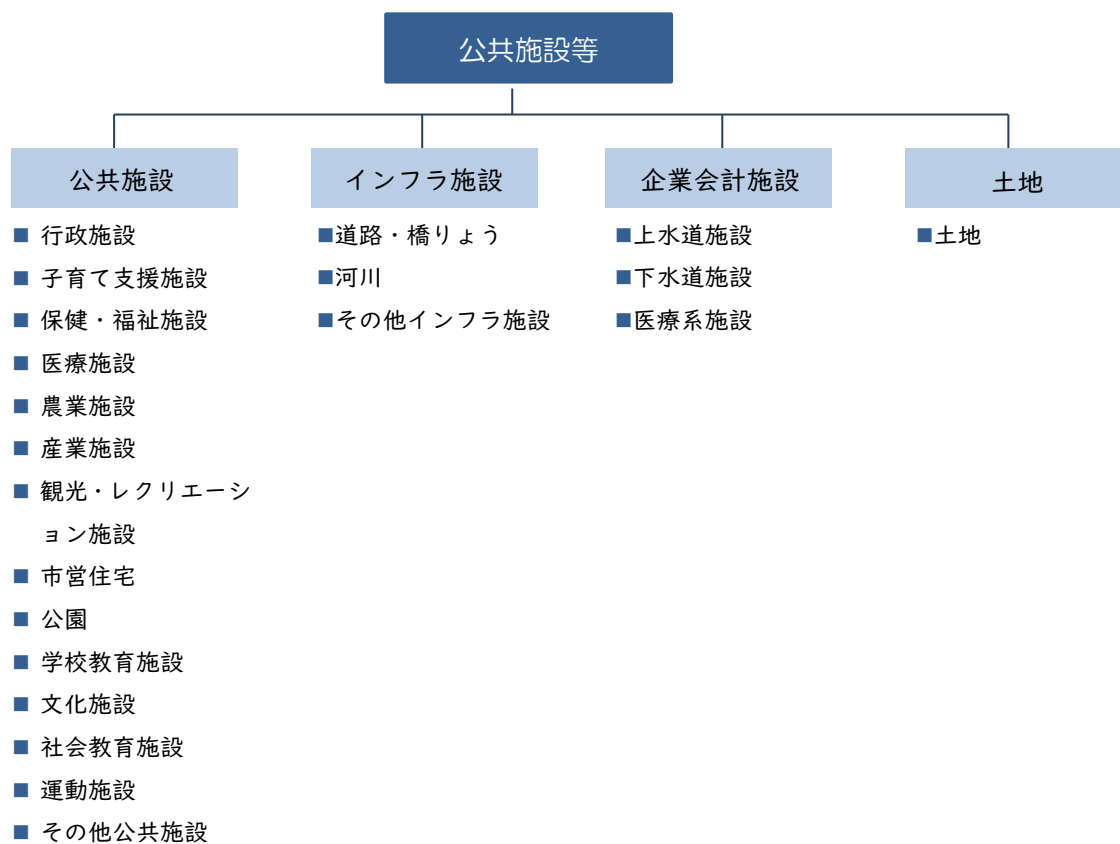 公共施設等
公共施設
■ 行政施設
■ 子育て支援施設
■ 保健・福祉施設
■ 医療施設
■ 農業施設
■ 産業施設
■ 観光・レクリエーシ
ョン施設
■ 市営住宅
■ 公園
■ 学校教育施設
■ 文化施設
■ 社会教育施設
■ 運動施設
■ その他公共施設
インフラ施設
■道路・橋りょう
■河川
■その他インフラ施設
企業会計施設
■上水道施設
■下水道施設
■医療系施設
土地
■土地